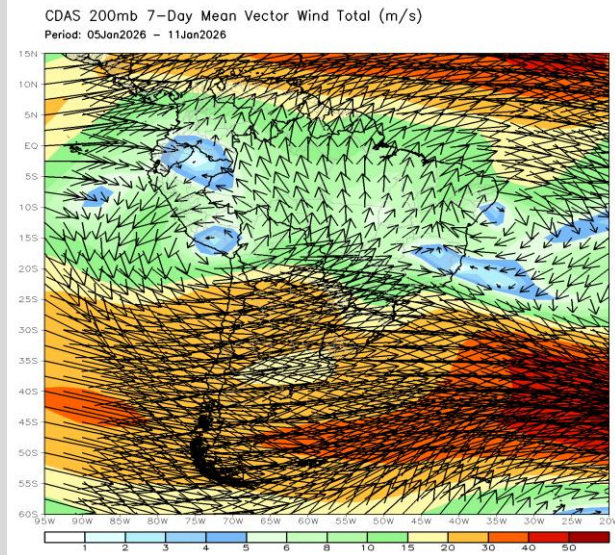 CDAS 200mb 7-Day Mean Vector Wind Total (m/s)
Period: 05Jan2026 - 11Jan2026
15N
10N
5N
EQ
5S
10S
15S
20S
25S
30S
35S
40S
45S
50S
55S
60S
95W 90W 85W 80W 75W 70W 65W 60W 55W 50W 45W 40W 35W 30W 25W 20W
1 2 3 4 5 6 8 10 15 20 30 40 50